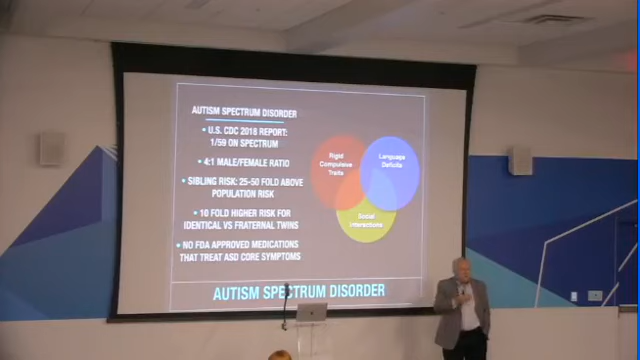 AUTISM SPECTRUM DISORDER
• U.S. CDC 2018 REPORT:
1/59 ON SPECTRUM
• 4:1 MALE/FEMALE RATIO
• SIBLING RISK: 25-50 FOLD ABOVE
POPULATION RISK
• 10 FOLD HIGHER RISK FOR
IDENTICAL VS FRATERNAL TWINS
• NO FDA APPROVED MEDICATIONS
THAT TREAT ASD CORE SYMPTOMS
Rigid
Compulsive
Traits
Language
Deficits
Social
Interactions
AUTISM SPECTRUM DISORDER